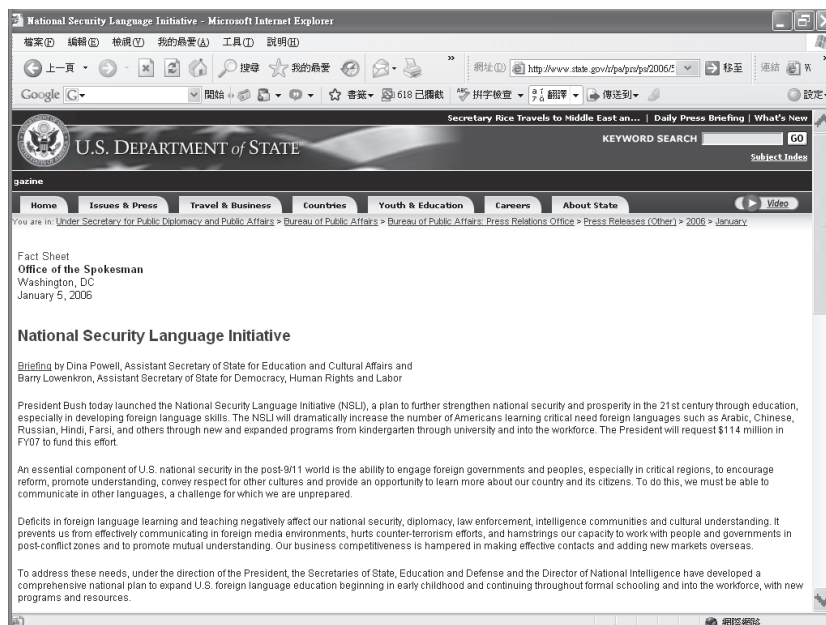 National Security Language Initiative - Microsoft Internet Explorer
檔案(F) 編輯(E) 檢視(V) 我的最愛(A) 工具(T) 說明(H)
上一頁 搜尋 我的最愛 網址(D) http://www.state.gov/r/pa/prs/ps/2006/ 移至 連結
Google G 開始 618 已攔截 書籤 拼字檢查 翻譯 傳送到 設定
Secretary Rice Travels to Middle East an... | Daily Press Briefing | What's New
U.S. DEPARTMENT of STATE
KEYWORD SEARCH GO
Subject Index
gazine
Home Issues & Press Travel & Business Countries Youth & Education Careers About State Video
You are in: Under Secretary for Public Diplomacy and Public Affairs > Bureau of Public Affairs > Bureau of Public Affairs: Press Relations Office > Press Releases (Other) > 2006 > January
Fact Sheet
Office of the Spokesman
Washington, DC
January 5, 2006
National Security Language Initiative
Briefing by Dina Powell, Assistant Secretary of State for Education and Cultural Affairs and
Barry Lowenkron, Assistant Secretary of State for Democracy, Human Rights and Labor
President Bush today launched the National Security Language Initiative (NSLI), a plan to further strengthen national security and prosperity in the 21st century through education,
especially in developing foreign language skills. The NSLI will dramatically increase the number of Americans learning critical need foreign languages such as Arabic, Chinese,
Russian, Hindi, Farsi, and others through new and expanded programs from kindergarten through university and into the workforce. The President will request $114 million in
FY07 to fund this effort.
An essential component of U.S. national security in the post-9/11 world is the ability to engage foreign governments and peoples, especially in critical regions, to encourage
reform, promote understanding, convey respect for other cultures and provide an opportunity to learn more about our country and its citizens. To do this, we must be able to
communicate in other languages, a challenge for which we are unprepared.
Deficits in foreign language learning and teaching negatively affect our national security, diplomacy, law enforcement, intelligence communities and cultural understanding. It
prevents us from effectively communicating in foreign media environments, hurts counter-terrorism efforts, and hamstrings our capacity to work with people and governments in
post-conflict zones and to promote mutual understanding. Our business competitiveness is hampered in making effective contacts and adding new markets overseas.
To address these needs, under the direction of the President, the Secretaries of State, Education and Defense and the Director of National Intelligence have developed a
comprehensive national plan to expand U.S. foreign language education beginning in early childhood and continuing throughout formal schooling and into the workforce, with new
programs and resources.
網際網路